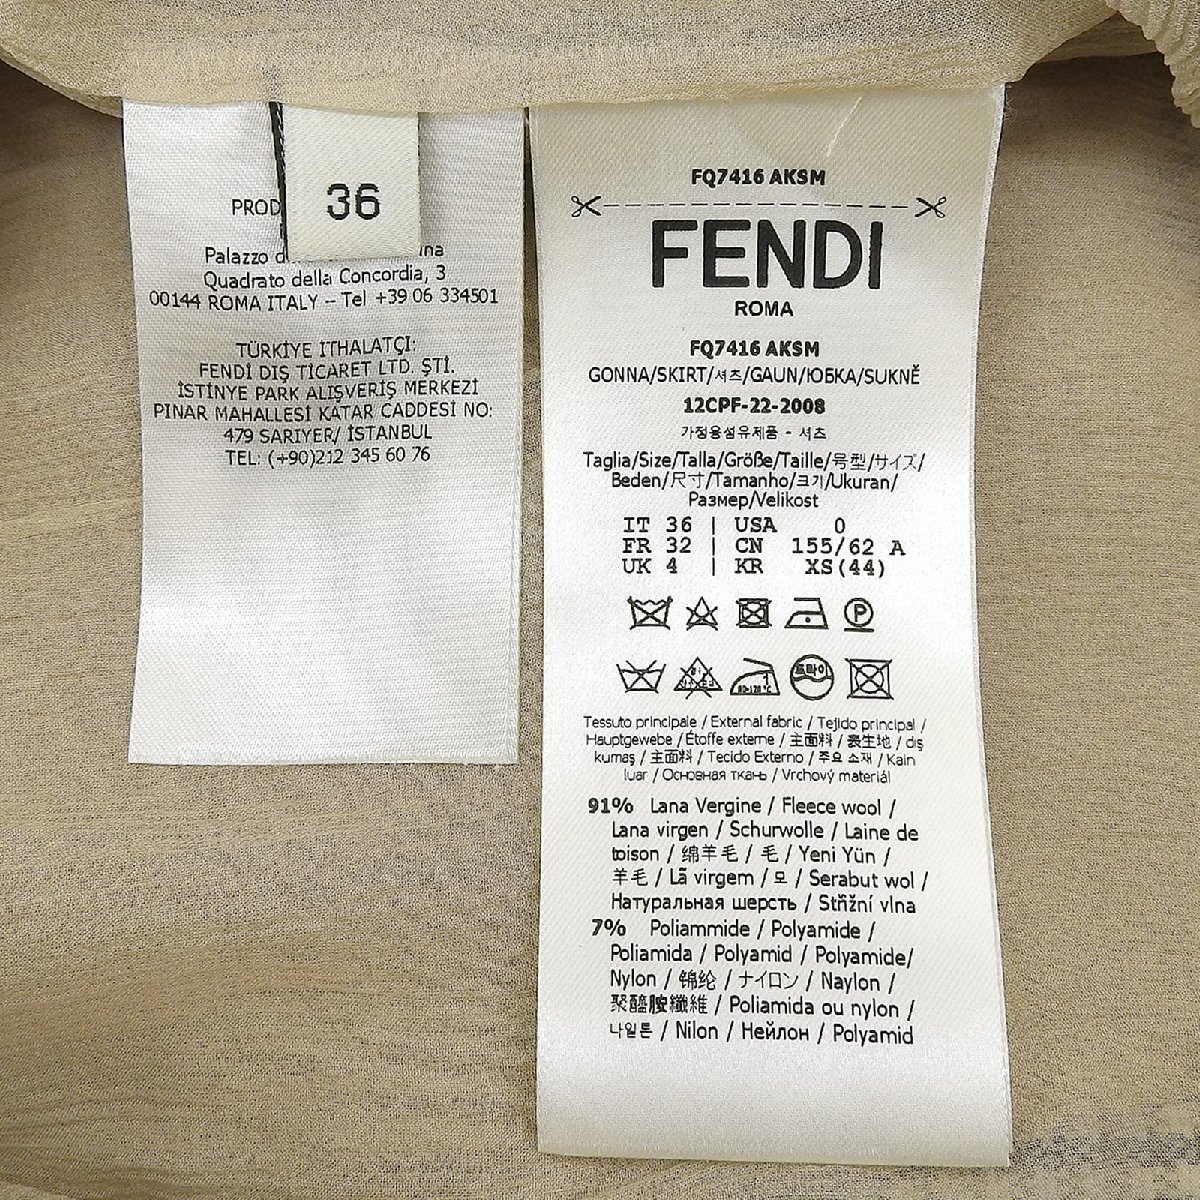 36
PROD
Palazzo d
na
Quadrato della Concordia, 3
00144 ROMA ITALY – Tel +39 06 334501
TÜRKİYE İTHALATÇI:
FENDİ DIŞ TİCARET LTD. ŞTİ.
İSTİNYE PARK ALIŞVERİŞ MERKEZİ
PINAR MAHALLESİ KATAR CADDESİ NO:
479 SARIYER/ İSTANBUL
TEL: (+90)212 345 60 76
FQ7416 AKSM
FENDI
ROMA
FQ7416 AKSM
GONNA/SKIRT/셔츠/GAUN/ЮБКА/SUKNĚ
12CPF-22-2008
가정용섬유제품 - 셔츠
Taglia/Size/Talla/Größe/Taille/号型/サイズ/
Beden/尺寸/Tamanho/크기/Ukuran/
Размер/Velikost
IT 36 | USA 0
FR 32 | CN 155/62 A
UK 4 | KR XS(44)
P
드라이
Tessuto principale / External fabric / Tejido principal /
Hauptgewebe / Étoffe externe / 主面料 / 表生地 / dış
kumaş / 主面料 / Tecido Externo / 주요 소재 / Kain
luar / Основная ткань / Vrchový materiál
91% Lana Vergine / Fleece wool /
Lana virgen / Schurwolle / Laine de
toison / 绵羊毛 / 毛 / Yeni Yün /
羊毛 / Lã virgem / 모 / Serabut wol /
Натуральная шерсть / Střižní vlna
7% Poliammide / Polyamide /
Poliamida / Polyamid / Polyamide/
Nylon / 锦纶 / ナイロン / Naylon /
聚醯胺纖維 / Poliamida ou nylon /
나일론 / Nilon / Нейлон / Polyamid